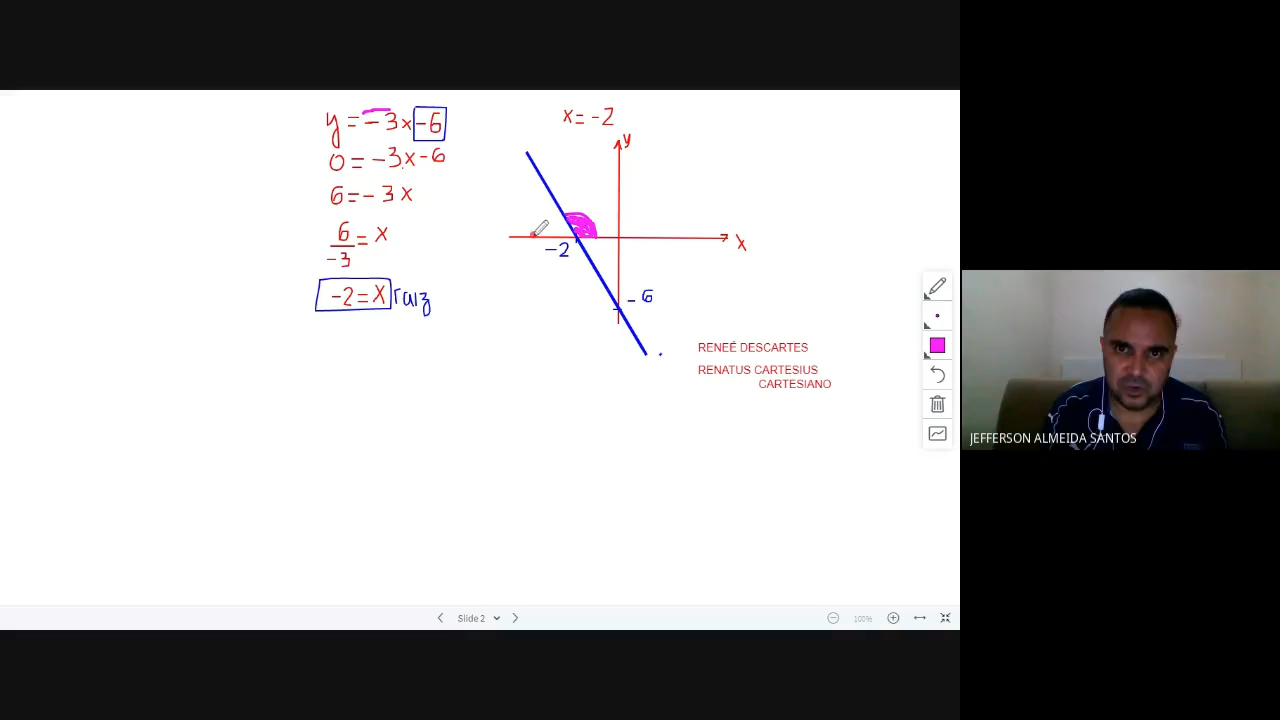 y = -3x -6
0 = -3x - 6
6 = -3x
6/-3 = x
-2 = x raiz
x = -2
y
x
-2
-6
RENEÉ DESCARTES
RENATUS CARTESIUS
CARTESIANO
JEFFERSON ALMEIDA SANTOS
Slide 2
100%